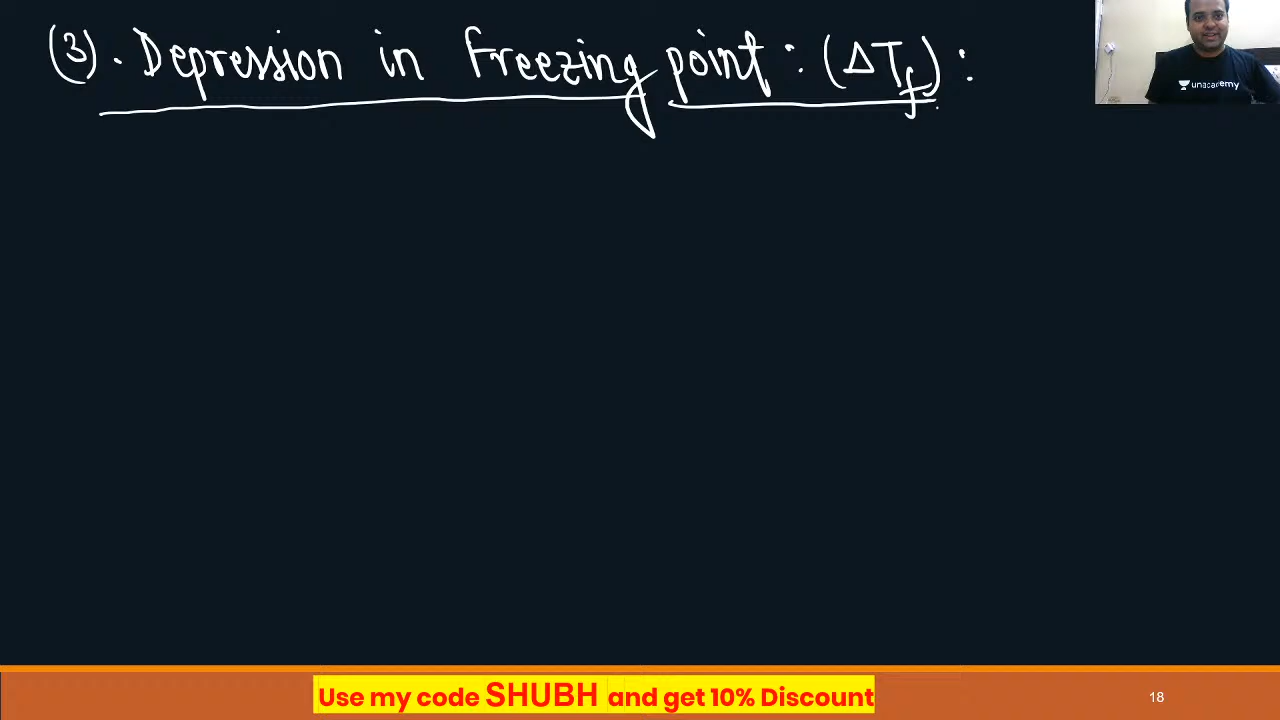 (3). Depression in freezing point : (ΔTf) :
unacademy
Use my code SHUBH and get 10% Discount
18